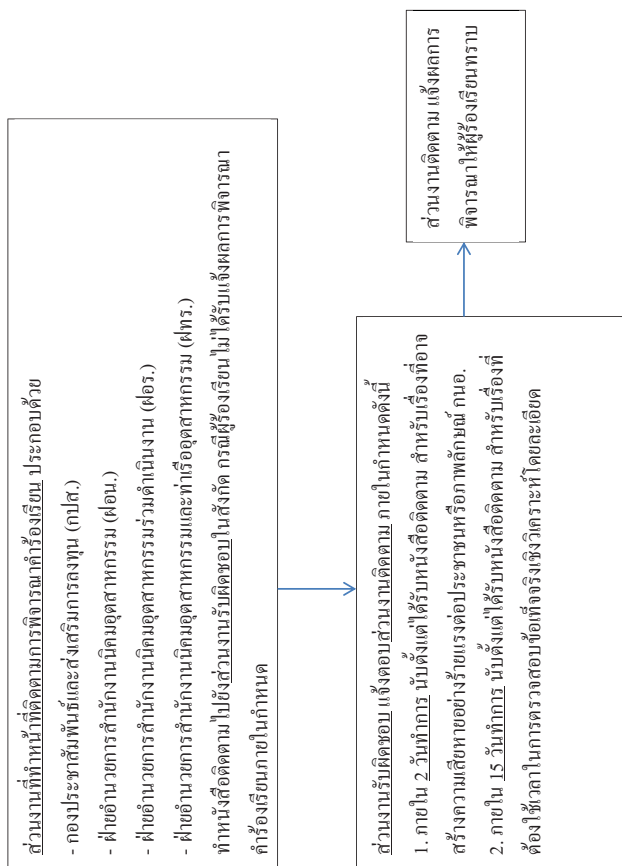 ส่วนงานที่ทำหน้าที่ติดตามการพิจารณาคำร้องเรียน ประกอบด้วย
- กองประชาสัมพันธ์และส่งเสริมการลงทุน (กปส.)
- ฝ่ายอำนวยการสำนักงานนิคมอุตสาหกรรม (ฝอน.)
- ฝ่ายอำนวยการสำนักงานนิคมอุตสาหกรรมร่วมดำเนินงาน (ฝอร.)
- ฝ่ายอำนวยการสำนักงานนิคมอุตสาหกรรมและท่าเรืออุตสาหกรรม (ฝทร.)
ทำหนังสือติดตามไปยังส่วนงานรับผิดชอบในสังกัด กรณีผู้ร้องเรียนไม่ได้รับแจ้งผลการพิจารณา
คำร้องเรียนภายในกำหนด
ส่วนงานรับผิดชอบ แจ้งตอบส่วนงานติดตาม ภายในกำหนดดังนี้
1. ภายใน 2 วันทำการ นับตั้งแต่ได้รับหนังสือติดตาม สำหรับเรื่องที่อาจ
สร้างความเสียหายอย่างร้ายแรงต่อประชาชนหรือภาพลักษณ์ กนอ.
2. ภายใน 15 วันทำการ นับตั้งแต่ได้รับหนังสือติดตาม สำหรับเรื่องที่
ต้องใช้เวลาในการตรวจสอบข้อเท็จจริงเชิงวิเคราะห์โดยละเอียด
ส่วนงานติดตาม แจ้งผลการ
พิจารณาให้ผู้ร้องเรียนทราบ